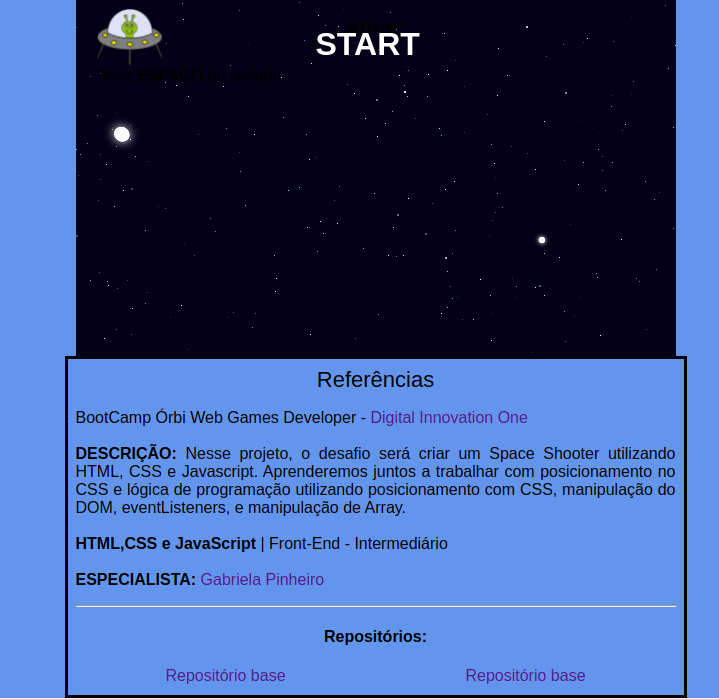 START
Referências
BootCamp Órbi Web Games Developer - Digital Innovation One
DESCRIÇÃO: Nesse projeto, o desafio será criar um Space Shooter utilizando
HTML, CSS e Javascript. Aprenderemos juntos a trabalhar com posicionamento no
CSS e lógica de programação utilizando posicionamento com CSS, manipulação do
DOM, eventListeners, e manipulação de Array.
HTML,CSS e JavaScript | Front-End - Intermediário
ESPECIALISTA: Gabriela Pinheiro
Repositórios:
Repositório base
Repositório base